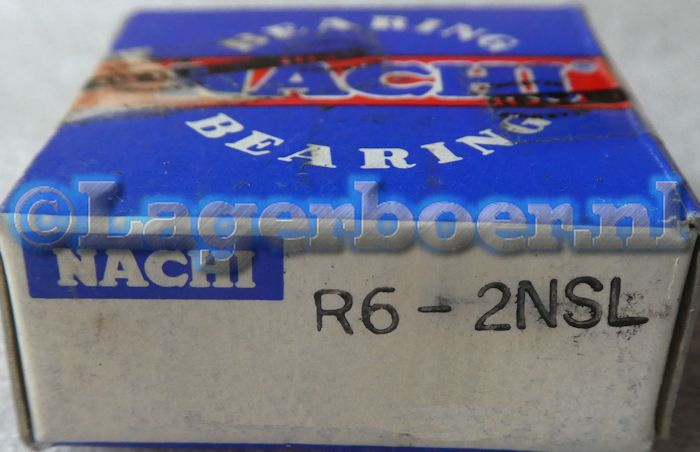 BEARING
NACHI
BEARING
©Lagerboer.nl
NACHI
R6-2NSL